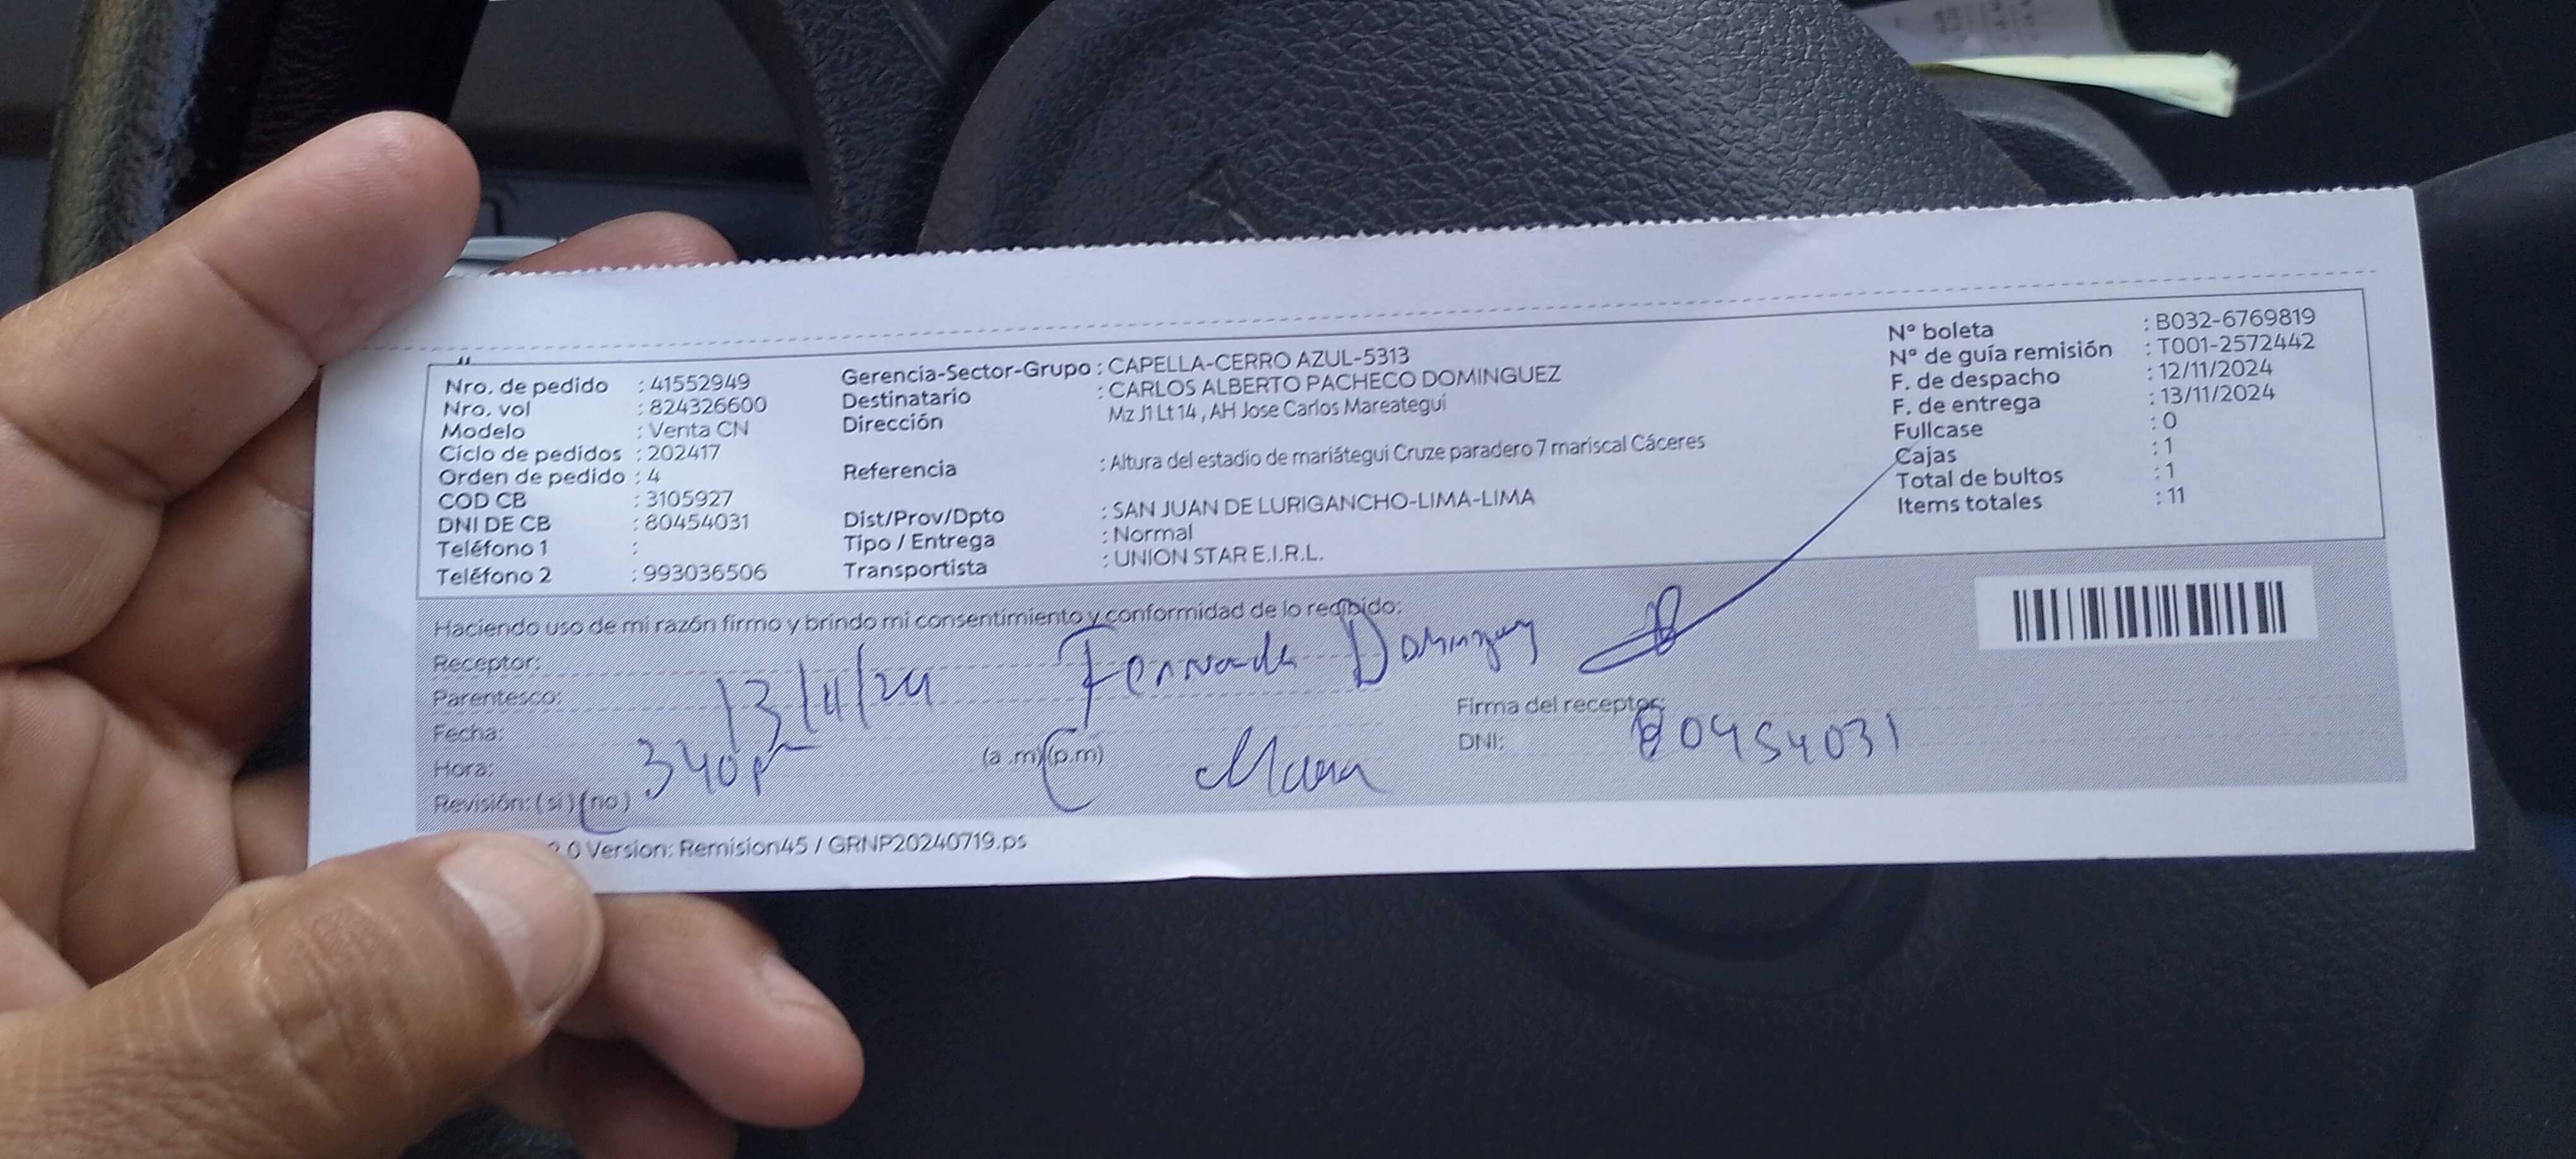 Nro. de pedido : 41552949
Nro. vol : 824326600
Modelo : Venta CN
Ciclo de pedidos : 202417
Orden de pedido : 4
COD CB : 3105927
DNI DE CB : 80454031
Teléfono 1 :
Teléfono 2 : 993036506
Gerencia-Sector-Grupo : CAPELLA-CERRO AZUL-5313
Destinatario : CARLOS ALBERTO PACHECO DOMINGUEZ
Dirección Mz J1 Lt 14 , AH Jose Carlos Mareategui
Referencia : Altura del estadio de mariátegui Cruze paradero 7 mariscal Cáceres
Dist/Prov/Dpto : SAN JUAN DE LURIGANCHO-LIMA-LIMA
Tipo / Entrega : Normal
Transportista : UNION STAR E.I.R.L.
N° boleta : B032-6769819
N° de guía remisión : T001-2572442
F. de despacho : 12/11/2024
F. de entrega : 13/11/2024
Fullcase : 0
Cajas : 1
Total de bultos : 1
Items totales : 11
Haciendo uso de mi razón firmo y brindo mi consentimiento y conformidad de lo recibido:
Receptor: Fernanda Dominguez
Parentesco:
Fecha: 13/11/24
Hora: 340pm (a .m)(p.m) Mama
Revisión: (si) (no)
Firma del receptor:
DNI: 80454031
2.0 Version: Remision45 / GRNP20240719.ps